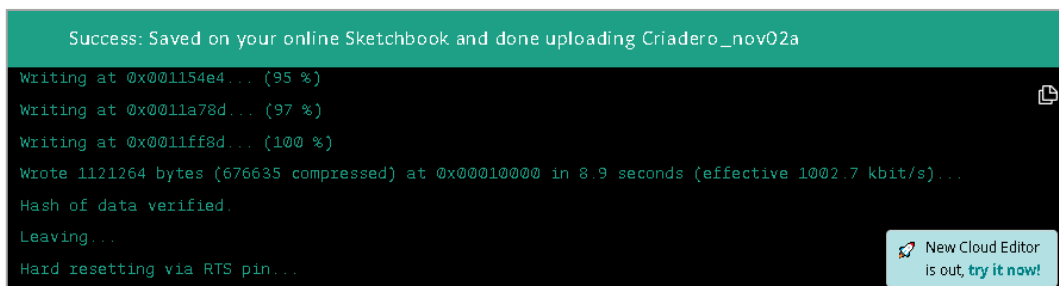 Success: Saved on your online Sketchbook and done uploading Criadero_nov02a
Writing at 0x001154e4... (95 %)
Writing at 0x0011a78d... (97 %)
Writing at 0x0011ff8d... (100 %)
Wrote 1121264 bytes (676635 compressed) at 0x00010000 in 8.9 seconds (effective 1002.7 kbit/s)...
Hash of data verified.
Leaving...
Hard resetting via RTS pin...
New Cloud Editor
is out, try it now!